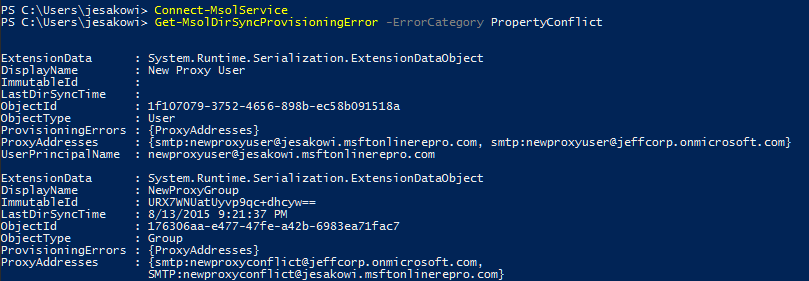 PS C:\Users\jesakowi> Connect-MsolService
PS C:\Users\jesakowi> Get-MsolDirSyncProvisioningError -ErrorCategory PropertyConflict
ExtensionData : System.Runtime.Serialization.ExtensionDataObject
DisplayName : New Proxy User
ImmutableId :
LastDirSyncTime :
ObjectId : 1f107079-3752-4656-898b-ec58b091518a
ObjectType : User
ProvisioningErrors : {ProxyAddresses}
ProxyAddresses : {smtp:newproxyuser@jesakowi.msftonlinerepro.com, smtp:newproxyuser@jeffcorp.onmicrosoft.com}
UserPrincipalName : newproxyuser@jesakowi.msftonlinerepro.com
ExtensionData : System.Runtime.Serialization.ExtensionDataObject
DisplayName : NewProxyGroup
ImmutableId : URX7WNUatUyvp9qc+dhcyw==
LastDirSyncTime : 8/13/2015 9:21:37 PM
ObjectId : 176306aa-e477-47fe-a42b-6983ea71fac7
ObjectType : Group
ProvisioningErrors : {ProxyAddresses}
ProxyAddresses : {smtp:newproxyconflict@jeffcorp.onmicrosoft.com,
SMTP:newproxyconflict@jesakowi.msftonlinerepro.com}